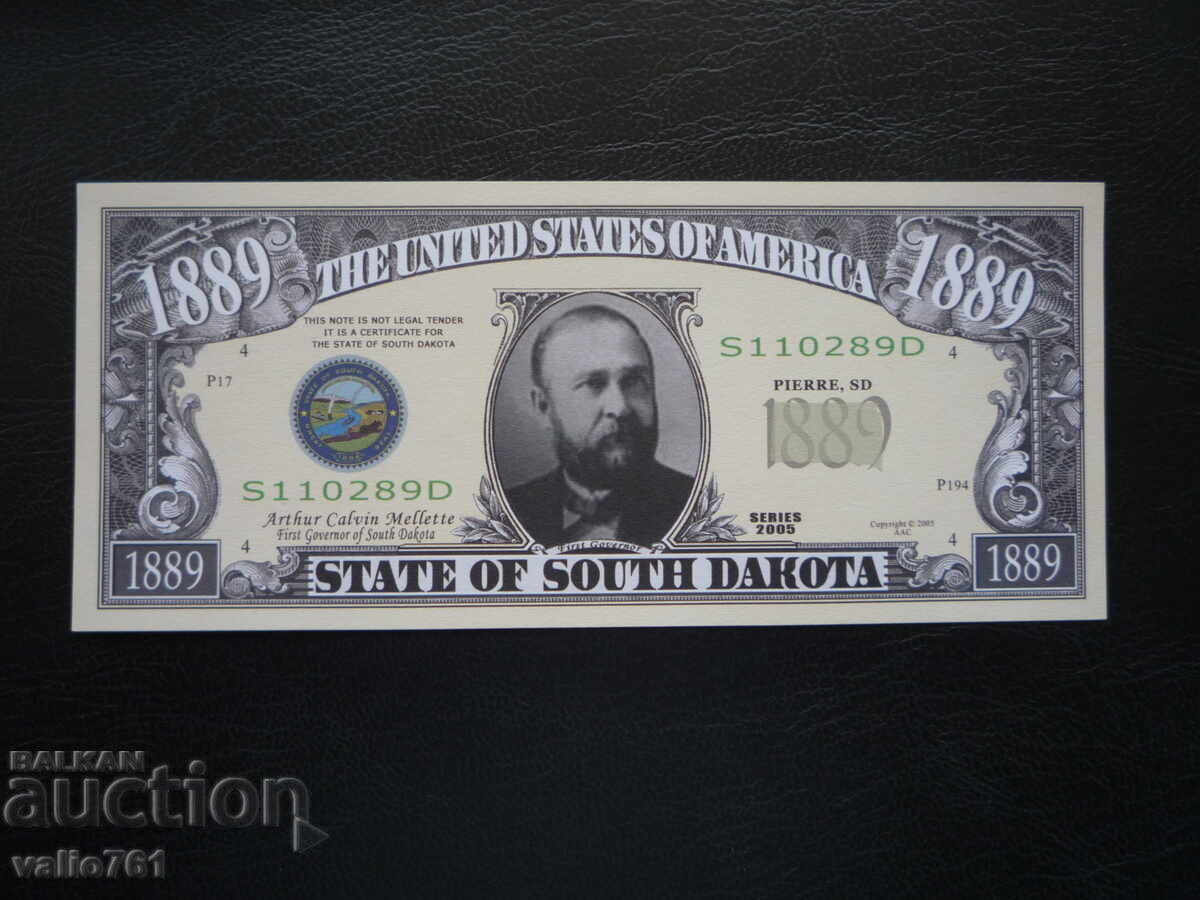 THE UNITED STATES OF AMERICA
1889
1889
THIS NOTE IS NOT LEGAL TENDER
IT IS A CERTIFICATE FOR
THE STATE OF SOUTH DAKOTA
4
P17
S110289D
4
PIERRE, SD
1889
S110289D
P194
Arthur Calvin Mellette
First Governor of South Dakota
SERIES
2005
Copyright © 2005
AAC
4
4
First Governor
1889
STATE OF SOUTH DAKOTA
1889
BALKAN
auction
valio761